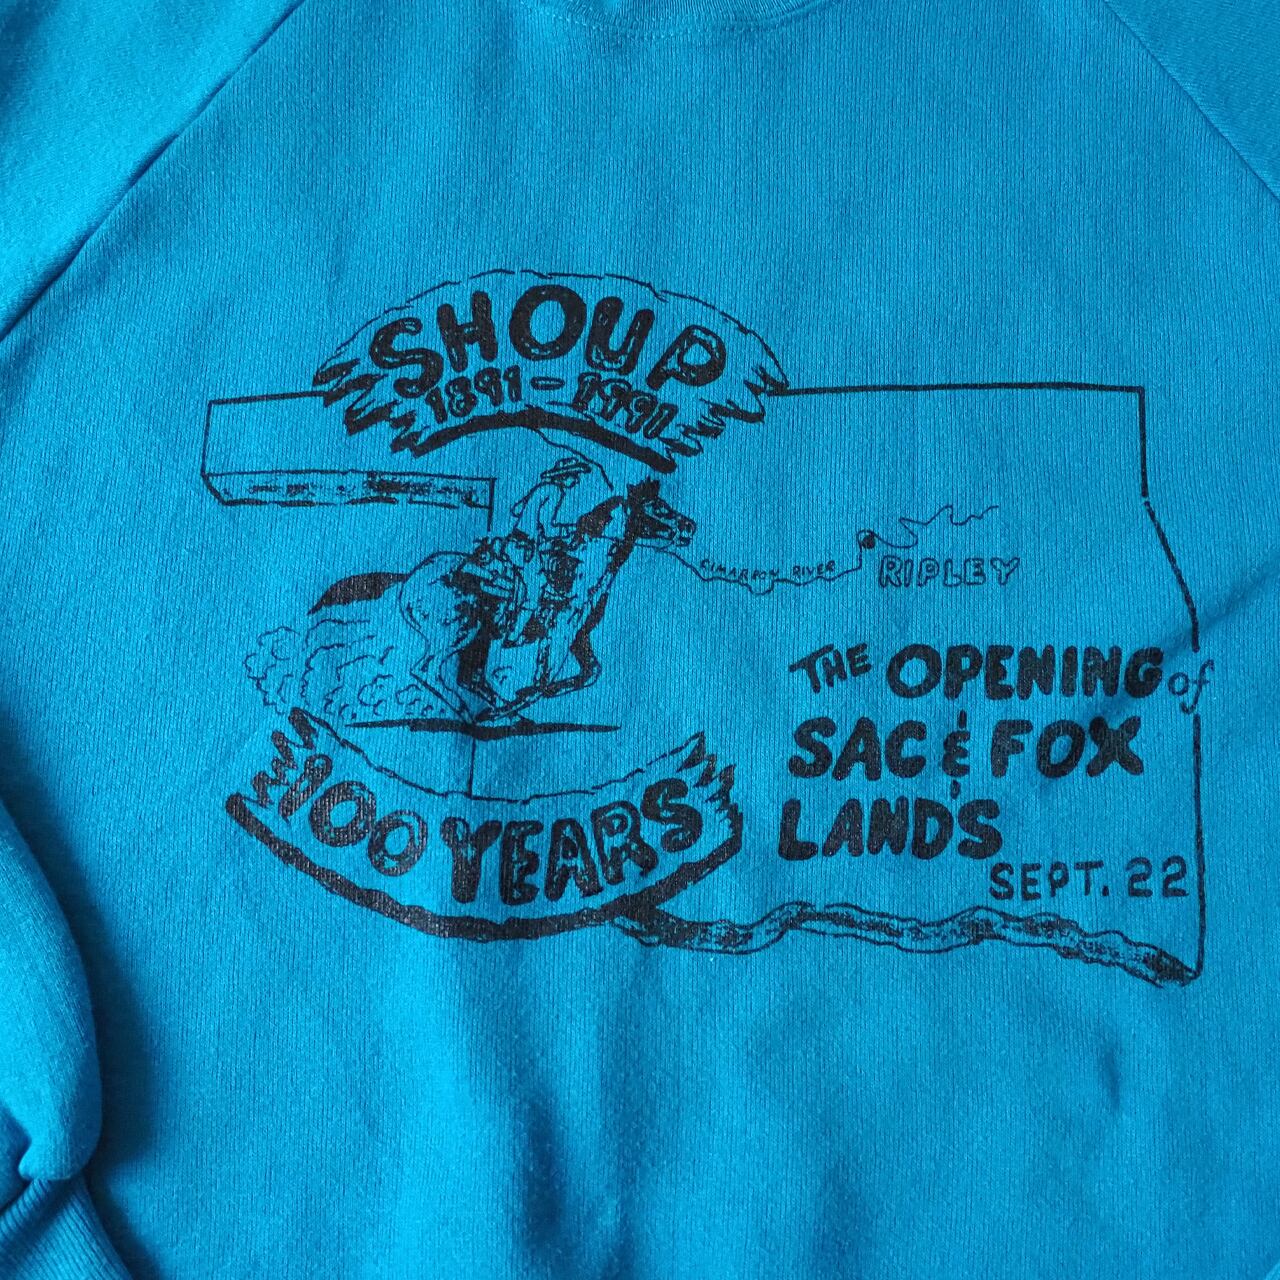 SHOUP
1891-1991
CIMARRON RIVER
RIPLEY
THE OPENING of
SAC & FOX
LANDS
SEPT. 22
100 YEARS